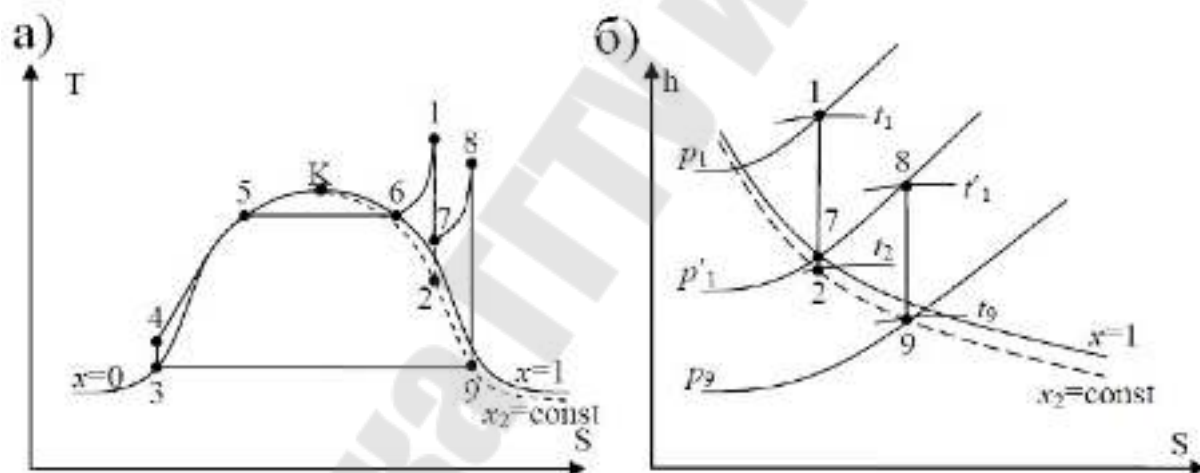 а)
T
1
8
K
5
6
7
4
2
x=0
3
9
x=1
x₂=const
S
б)
h
1
t₁
p₁
8
t'₁
7
t₂
p'₁
2
t₉
9
x=1
p₉
x₂=const
S